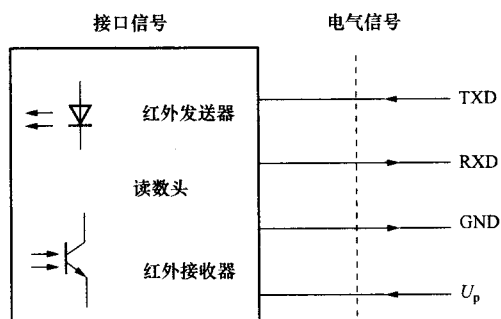 接口信号 电气信号
红外发送器 TXD
RXD
读数头
GND
红外接收器
Up